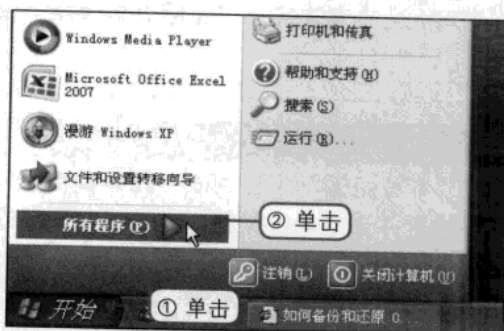 Windows Media Player
Microsoft Office Excel
2007
漫游 Windows XP
文件和设置转移向导
所有程序(P)
② 单击
打印机和传真
帮助和支持(H)
搜索(S)
运行(R)...
注销(L)
关闭计算机(U)
开始
① 单击
如何备份和还原